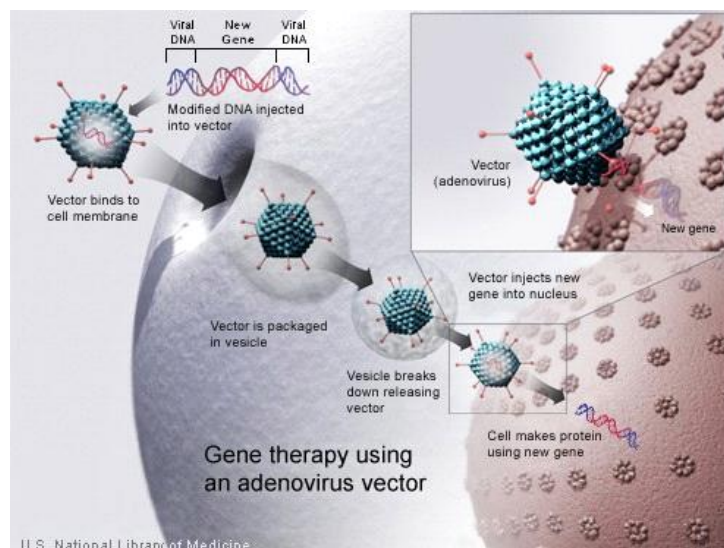 Viral
DNA
New
Gene
Viral
DNA
Modified DNA injected
into vector
Vector binds to
cell membrane
Vector is packaged
in vesicle
Vesicle breaks
down releasing
vector
Vector injects new
gene into nucleus
Cell makes protein
using new gene
Vector
(adenovirus)
New gene
Gene therapy using
an adenovirus vector
U.S. National Library of Medicine